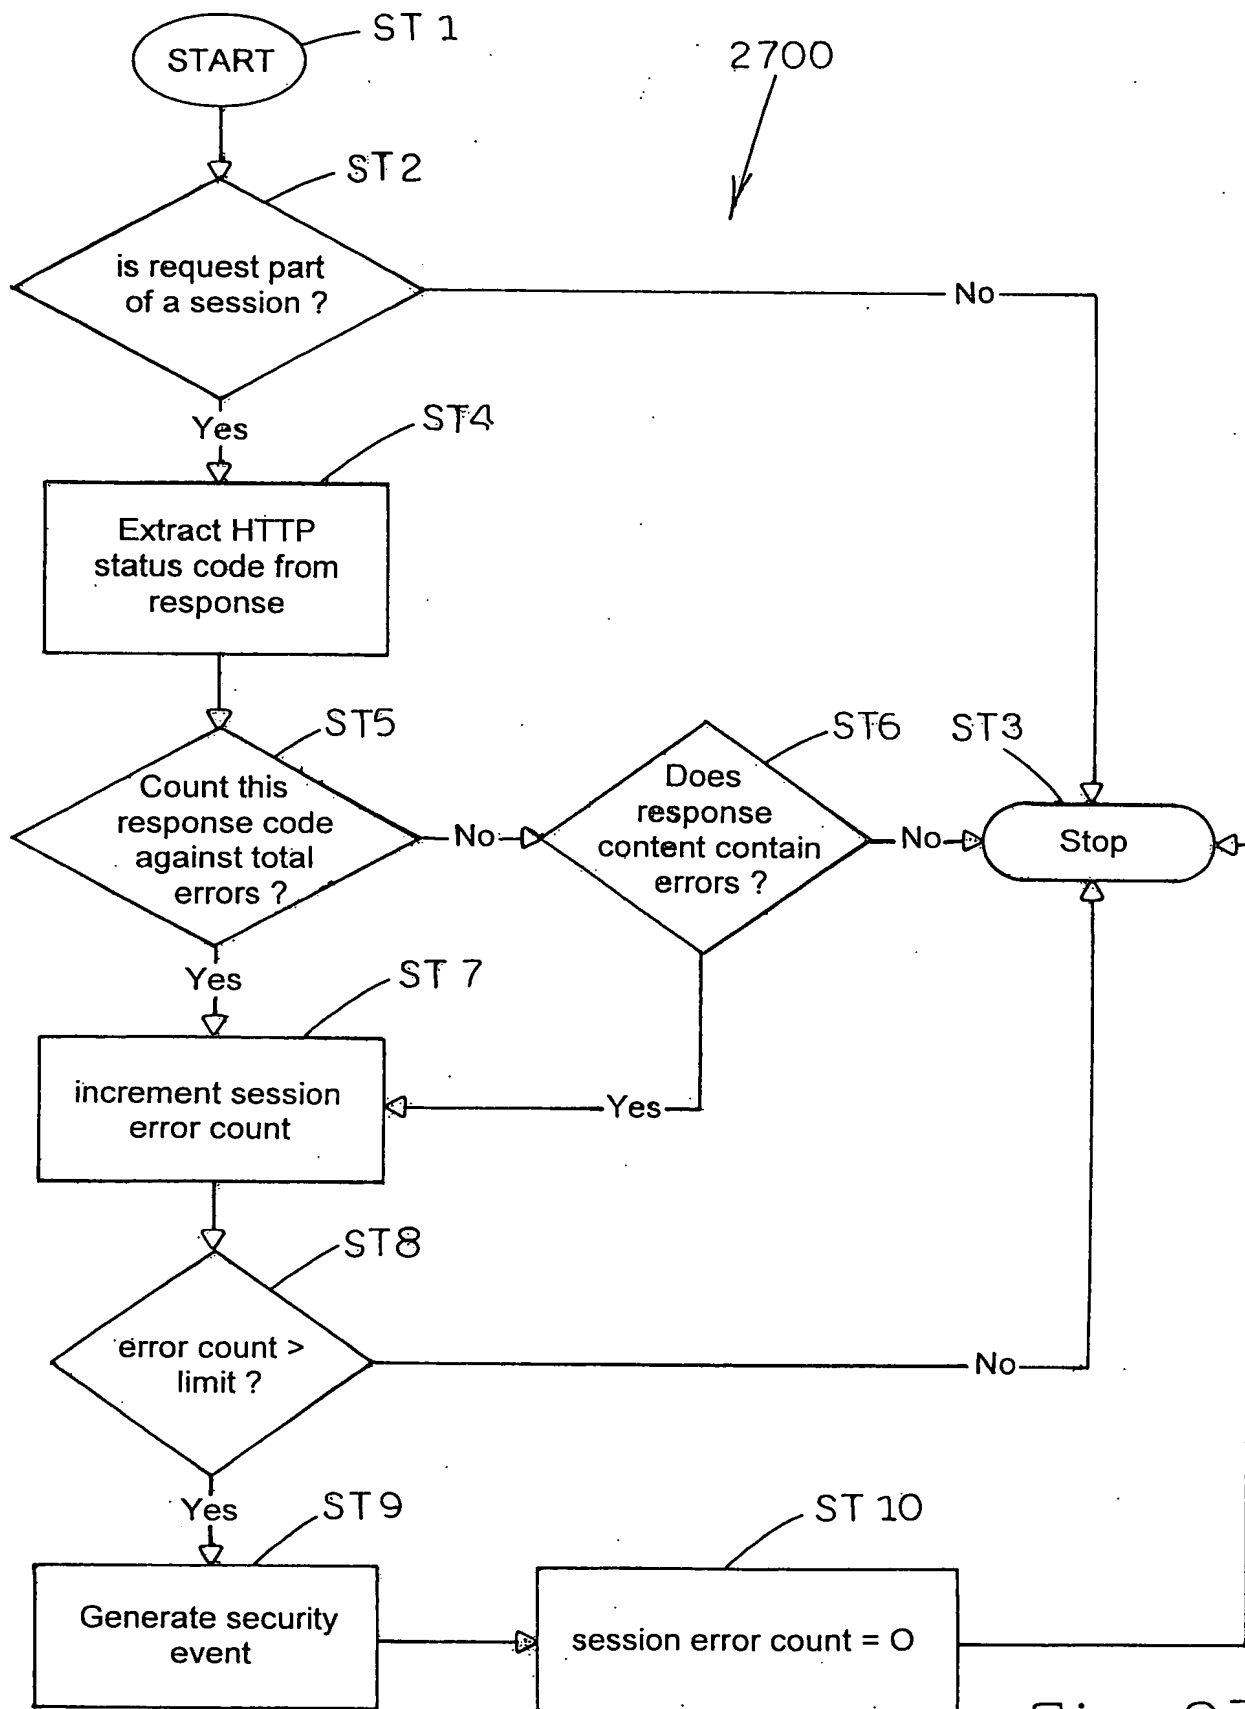 ST 1
START
2700
ST2
is request part
of a session ?
No
Yes
ST4
Extract HTTP
status code from
response
ST5
ST6
ST3
Count this
response code
against total
errors ?
No
Does
response
content contain
errors ?
No
Stop
Yes
ST 7
increment session
error count
Yes
ST8
error count >
limit ?
No
Yes
ST9
ST 10
Generate security
event
session error count = O